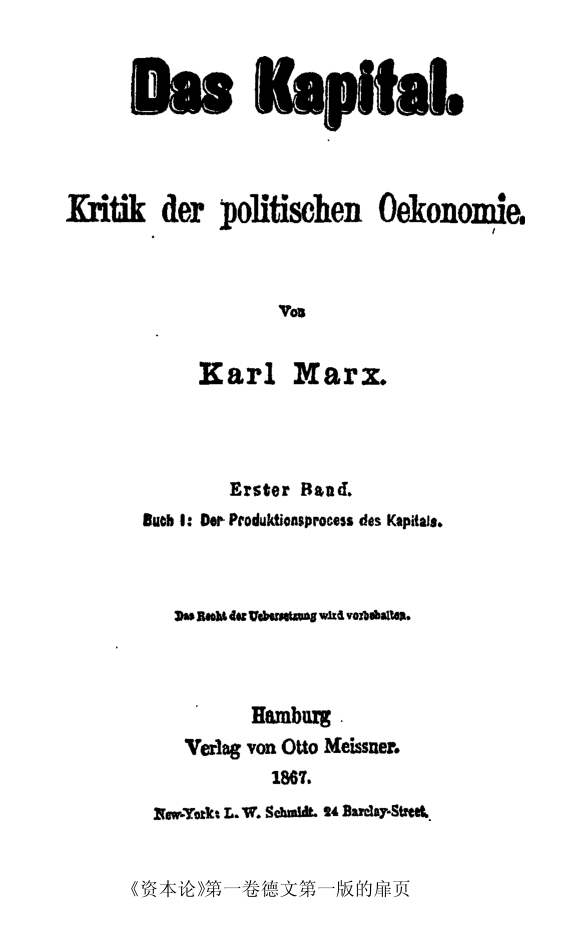 Das Kapital.
Kritik der politischen Oekonomie.
Von
Karl Marx.
Erster Band.
Buch I: Der Produktionsprocess des Kapitals.
Das Recht der Uebersetzung wird vorbehalten.
Hamburg
Verlag von Otto Meissner.
1867.
New-York: L. W. Schmidt. 24 Barclay-Street.
《资本论》第一卷德文第一版的扉页